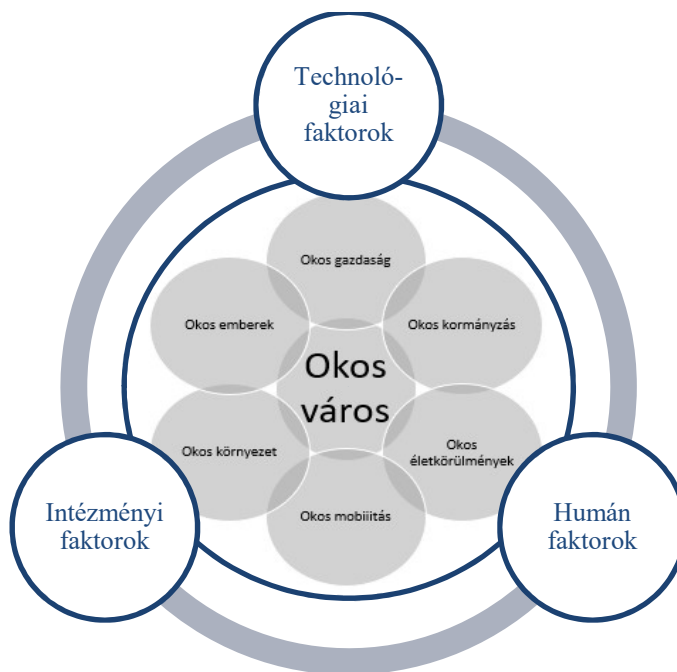 Technoló-
giai
faktorok
Okos gazdaság
Okos emberek
Okos kormányzás
Okos
város
Okos környezet
Okos
életkörülmények
Okos mobiiitás
Intézményi
faktorok
Humán
faktorok